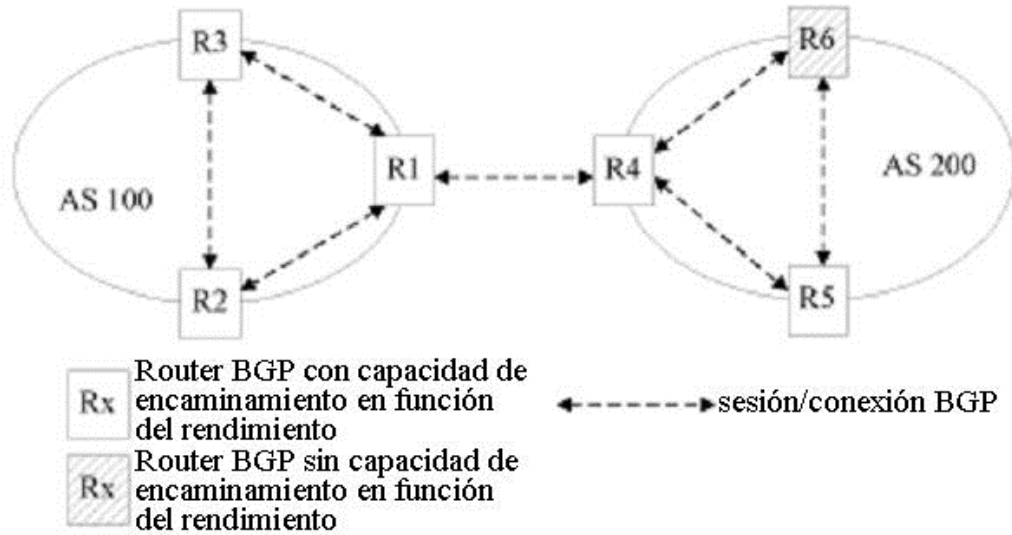 R3
R6
R1
R4
AS 100
AS 200
R2
R5
Rx
Router BGP con capacidad de
encaminamiento en función
del rendimiento
sesión/conexión BGP
Rx
Router BGP sin capacidad de
encaminamiento en función
del rendimiento